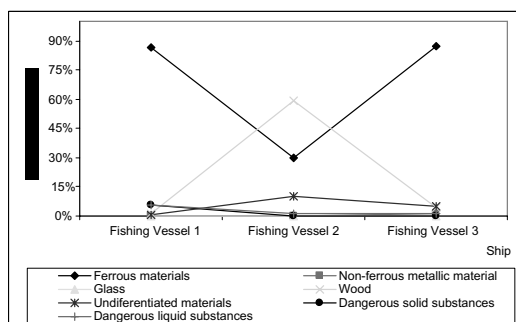 90%
75%
60%
45%
30%
15%
0%
Fishing Vessel 1 Fishing Vessel 2 Fishing Vessel 3
Ship
Ferrous materials Non-ferrous metallic material
Glass Wood
Undifferentiated materials Dangerous solid substances
Dangerous liquid substances